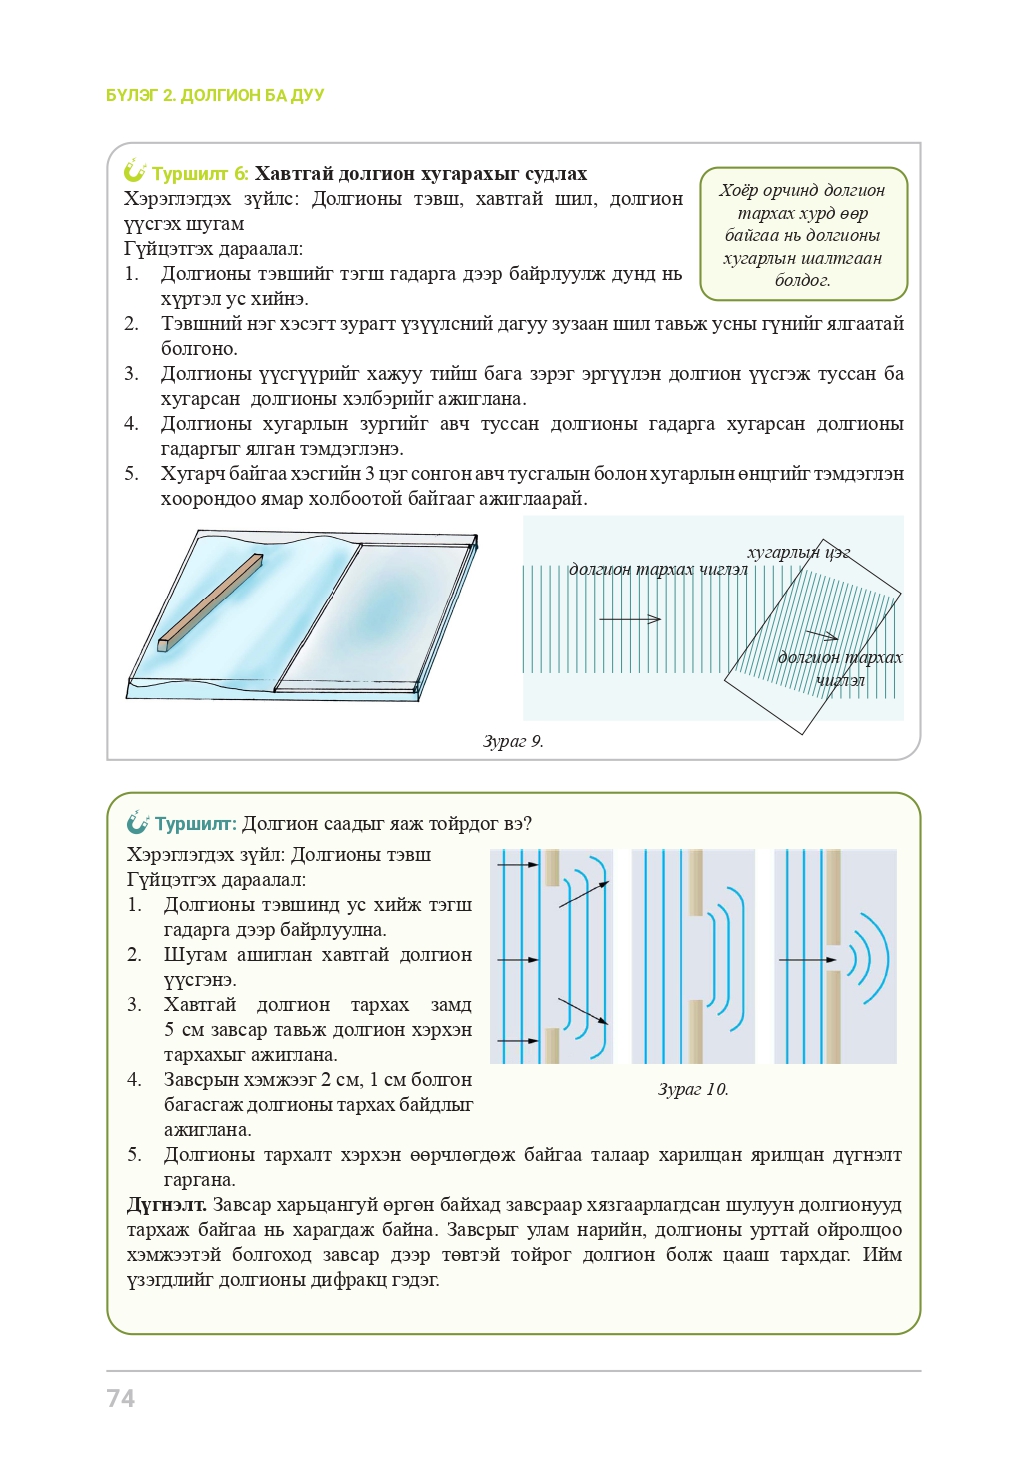 БҮЛЭГ 2. ДОЛГИОН БА ДУУ
Туршилт 6: Хавтгай долгион хугарахыг судлах
Хэрэглэгдэх зүйлс: Долгионы тэвш, хавтгай шил, долгион
үүсгэх шугам
Гүйцэтгэх дараалал:
1. Долгионы тэвшийг тэгш гадарга дээр байрлуулж дунд нь
хүртэл ус хийнэ.
Хоёр орчинд долгион
тархах хурд өөр
байгаа нь долгионы
хугарлын шалтгаан
болдог.
2. Тэвшний нэг хэсэгт зурагт үзүүлсний дагуу зузаан шил тавьж усны гүнийг ялгаатай
болгоно.
3. Долгионы үүсгүүрийг хажуу тийш бага зэрэг эргүүлэн долгион үүсгэж туссан ба
хугарсан долгионы хэлбэрийг ажиглана.
4. Долгионы хугарлын зургийг авч туссан долгионы гадарга хугарсан долгионы
гадаргыг ялган тэмдэглэнэ.
5. Хугарч байгаа хэсгийн 3 цэг сонгон авч тусгалын болон хугарлын өнцгийг тэмдэглэн
хоорондоо ямар холбоотой байгааг ажиглаарай.
хугарлын цэг
долгион тархах чиглэл
долгион тархах
чиглэл
Зураг 9.
Туршилт: Долгион саадыг яаж тойрдог вэ?
Хэрэглэгдэх зүйл: Долгионы тэвш
Гүйцэтгэх дараалал:
1. Долгионы тэвшинд ус хийж тэгш
гадарга дээр байрлуулна.
2. Шугам ашиглан хавтгай долгион
үүсгэнэ.
3. Хавтгай долгион тархах замд
5 см завсар тавьж долгион хэрхэн
тархахыг ажиглана.
4. Завсрын хэмжээг 2 см, 1 см болгон
багасгаж долгионы тархах байдлыг
ажиглана.
Зураг 10.
5. Долгионы тархалт хэрхэн өөрчлөгдөж байгаа талаар харилцан ярилцан дүгнэлт
гаргана.
Дүгнэлт. Завсар харьцангуй өргөн байхад завсраар хязгаарлагдсан шулуун долгионууд
тархаж байгаа нь харагдаж байна. Завсрыг улам нарийн, долгионы урттай ойролцоо
хэмжээтэй болгоход завсар дээр төвтэй тойрог долгион болж цааш тархдаг. Ийм
үзэгдлийг долгионы дифракц гэдэг.
74